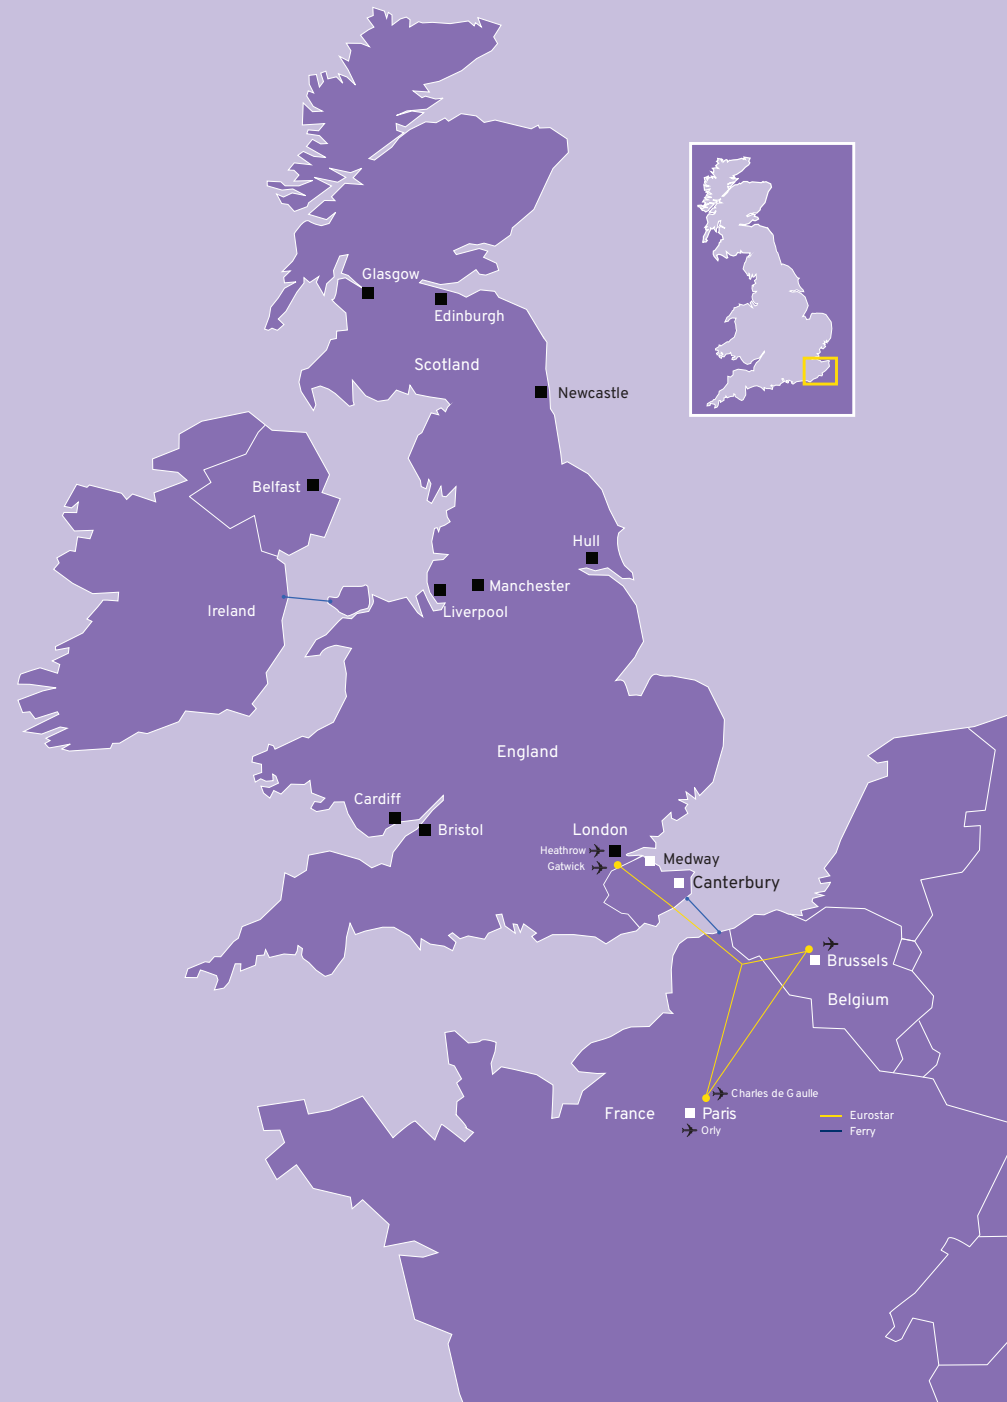 Glasgow
Edinburgh
Scotland
Newcastle
Belfast
Hull
Manchester
Ireland
Liverpool
England
Cardiff
Bristol
London
Heathrow
Gatwick
Medway
Canterbury
Brussels
Belgium
Charles de Gaulle
France
Paris
Orly
Eurostar
Ferry